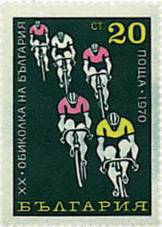 СТ. 20
XX · ОБИКОЛКА НА БЪЛГАРИЯ
ПОЩА · 1970
БЪЛГАРИЯ